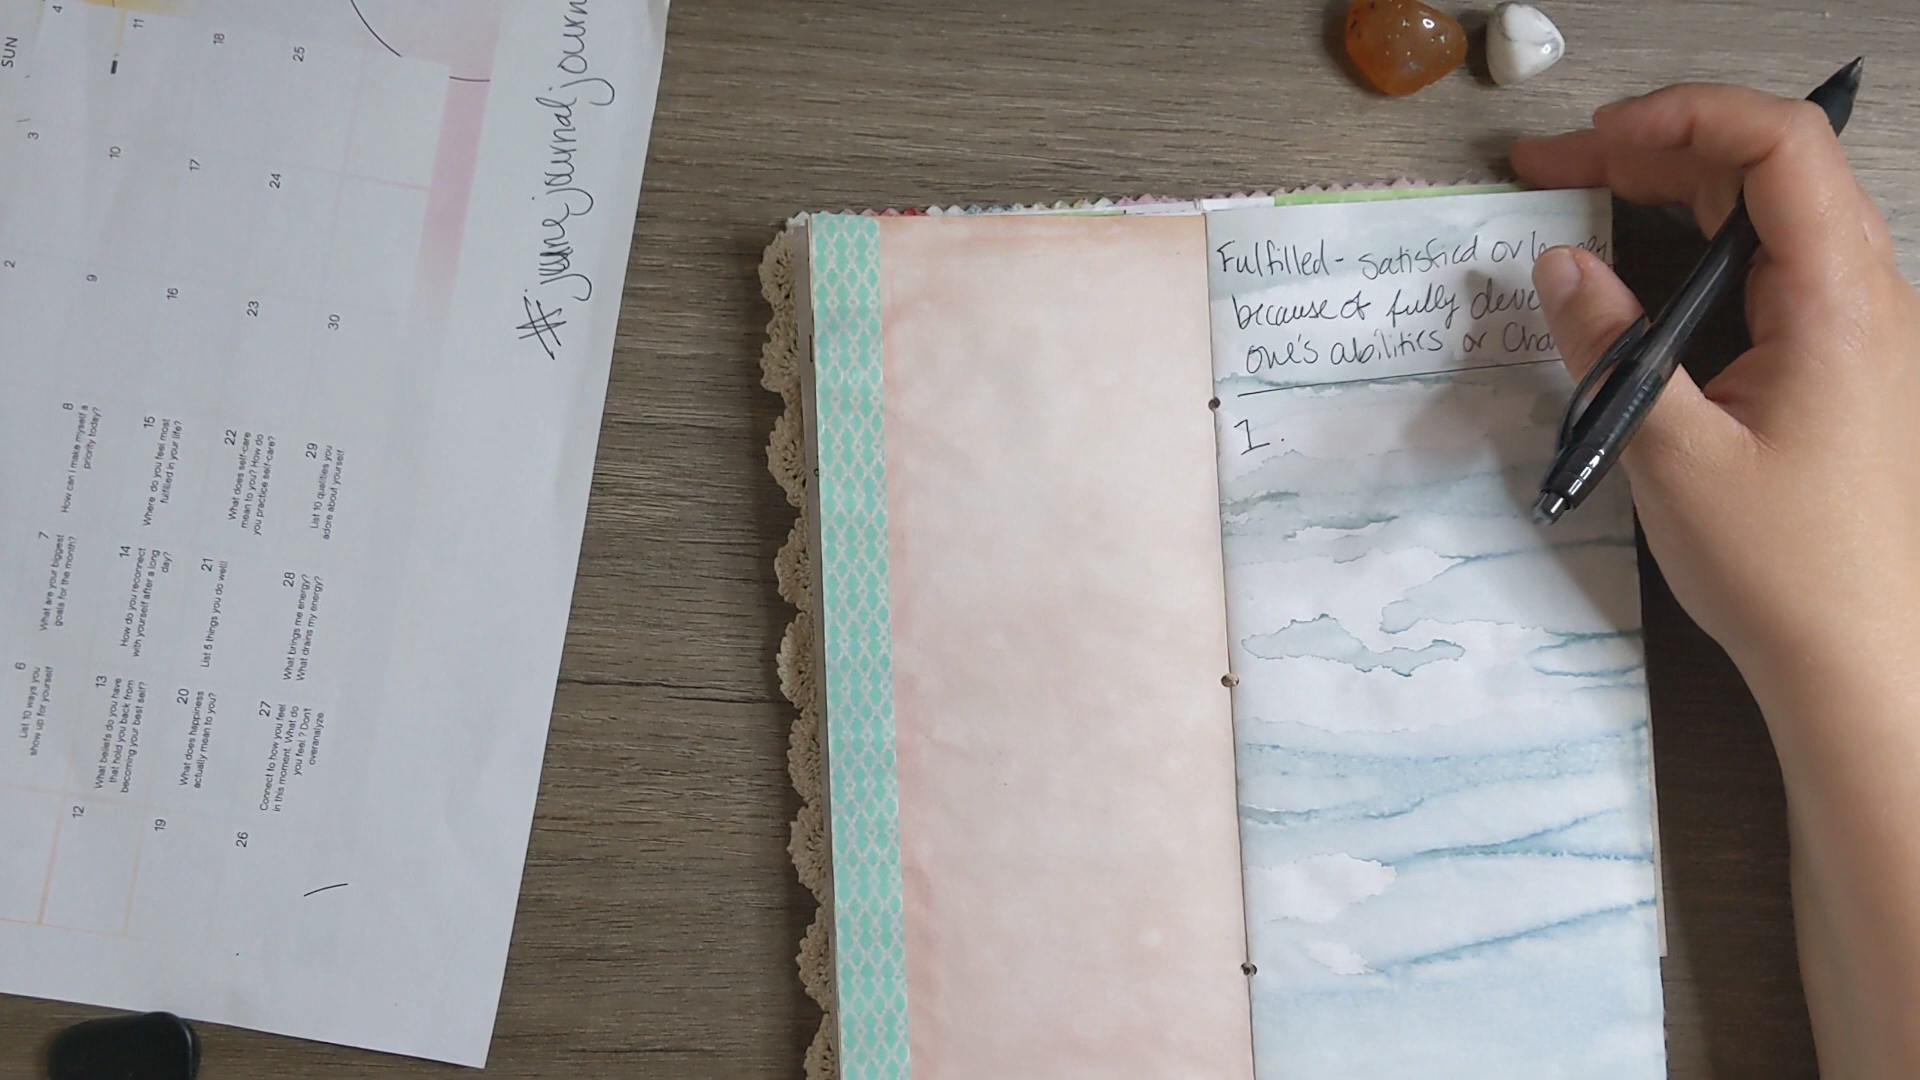 SUN
4
11
18
25
3
10
17
24
2
9
16
23
30
8
How can I make myself a
priority today?
15
Where do you feel most
fulfilled in your life?
22
What does self-care
mean to you? How do
you practice self-care?
29
List 10 qualities you
adore about yourself
7
What are your biggest
goals for the month?
14
How do you reconnect
with yourself after a long
day?
21
List 5 things you do well
28
What brings me energy?
What drains my energy?
6
List 10 ways you
show up for yourself
13
What beliefs do you have
that hold you back from
becoming your best self?
20
What does happiness
actually mean to you?
27
Connect to how you feel
in this moment. What do
you feel? Don't
overanalyze
12
19
26
#junejournaljourn
Fulfilled - satisfied or
because of fully
one's abilities or
1.